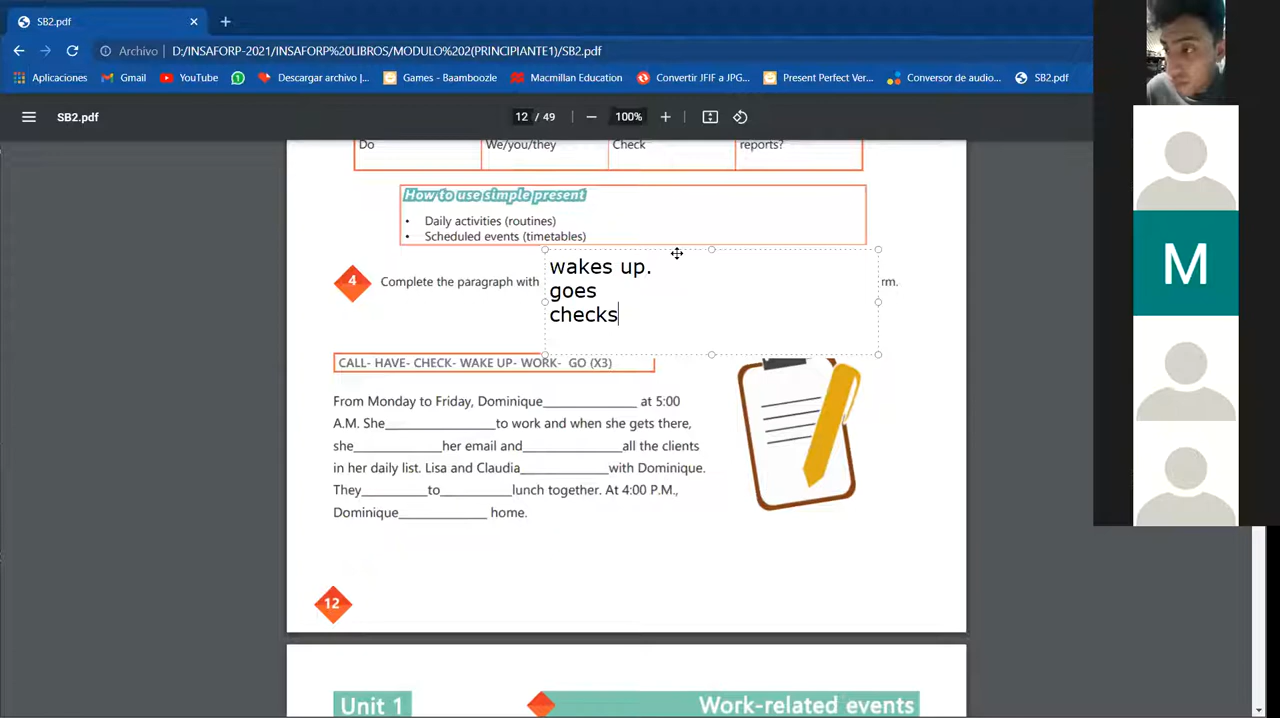 SB2.pdf
Archivo D:/INSAFORP-2021/INSAFORP%20LIBROS/MODULO%202(PRINCIPIANTE1)/SB2.pdf
Aplicaciones Gmail YouTube Descargar archivo |... Games - Baamboozle Macmillan Education Convertir JFIF a JPG... Present Perfect Ver... Conversor de audio... SB2.pdf
SB2.pdf 12 / 49 100%
Do We/you/they Check reports?
How to use simple present
• Daily activities (routines)
• Scheduled events (timetables)
wakes up.
4 Complete the paragraph with rm.
goes
checks
CALL- HAVE- CHECK- WAKE UP- WORK- GO (X3)
From Monday to Friday, Dominique______________ at 5:00
A.M. She________________to work and when she gets there,
she_____________her email and_______________all the clients
in her daily list. Lisa and Claudia_____________with Dominique.
They__________to___________lunch together. At 4:00 P.M.,
Dominique_____________ home.
12
Unit 1 Work-related events
M